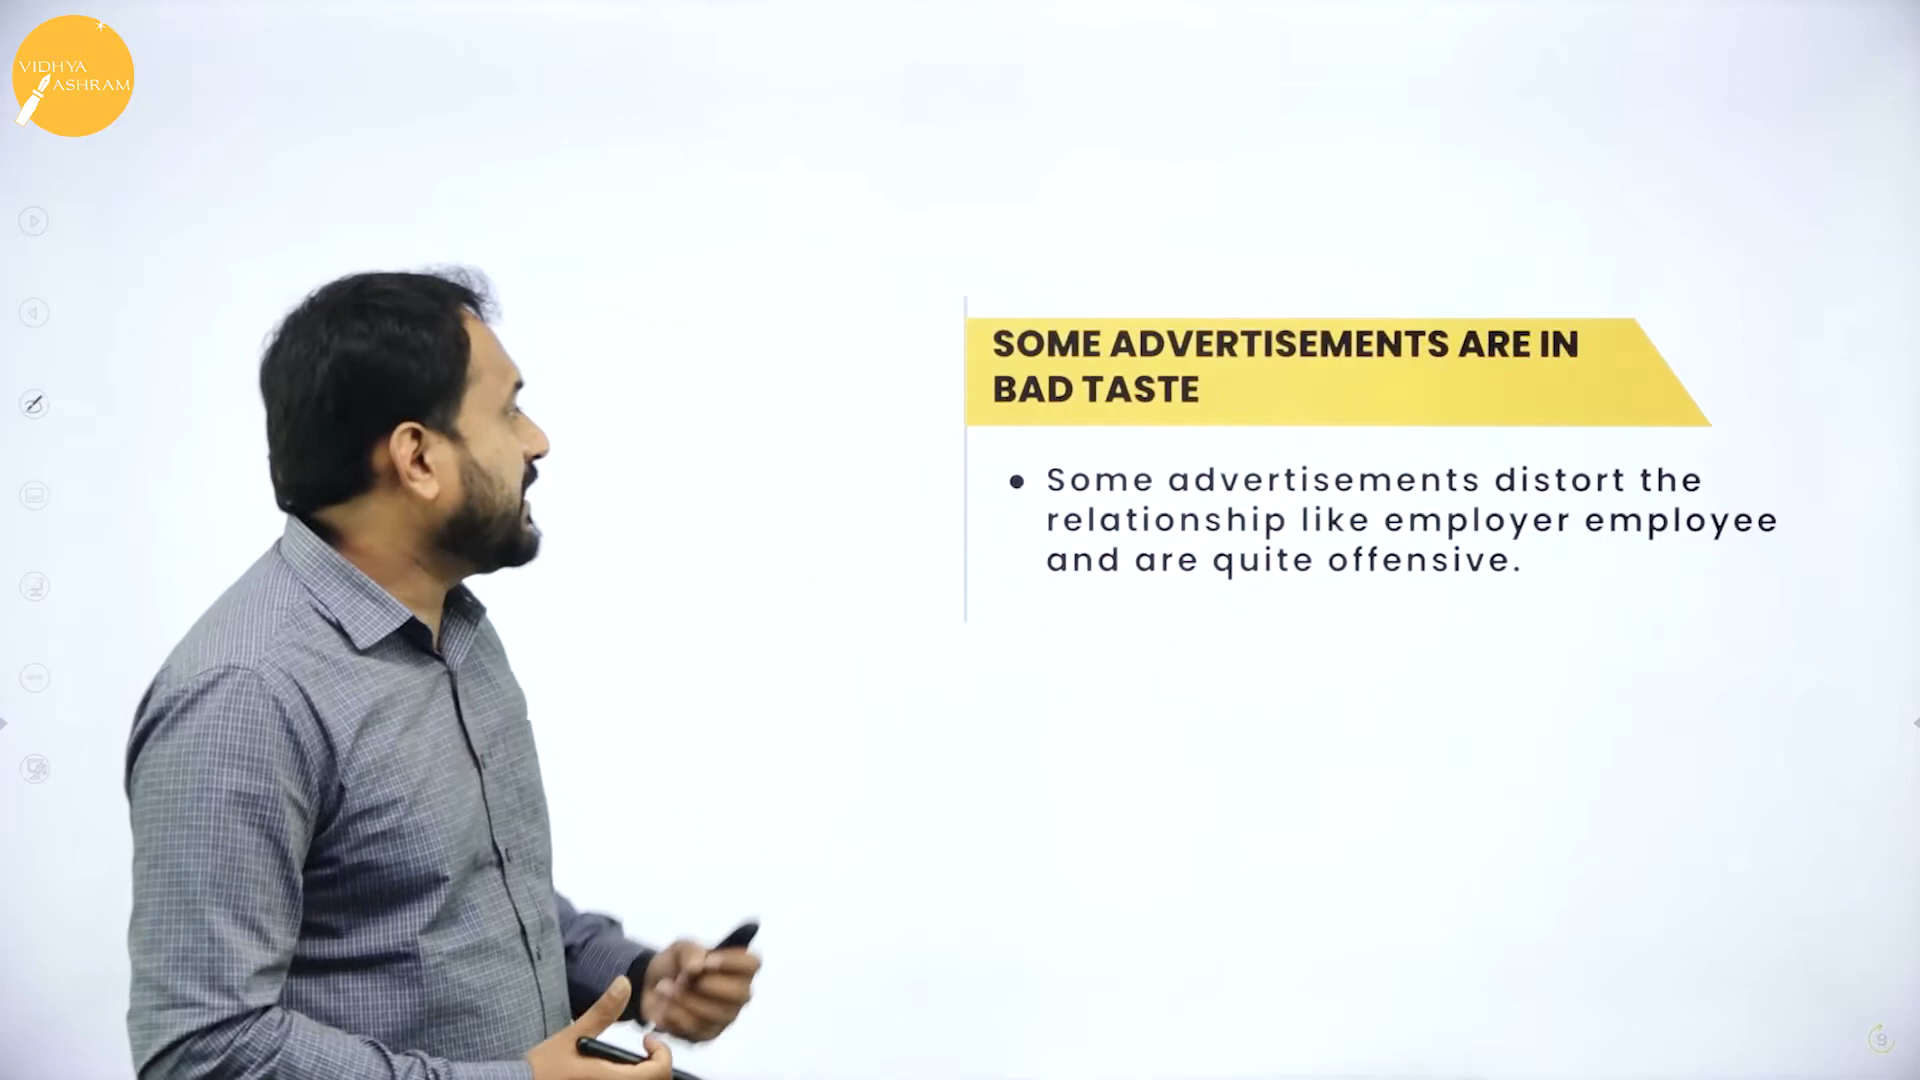 VIDHYA
ASHRAM
SOME ADVERTISEMENTS ARE IN
BAD TASTE
• Some advertisements distort the
relationship like employer employee
and are quite offensive.
9